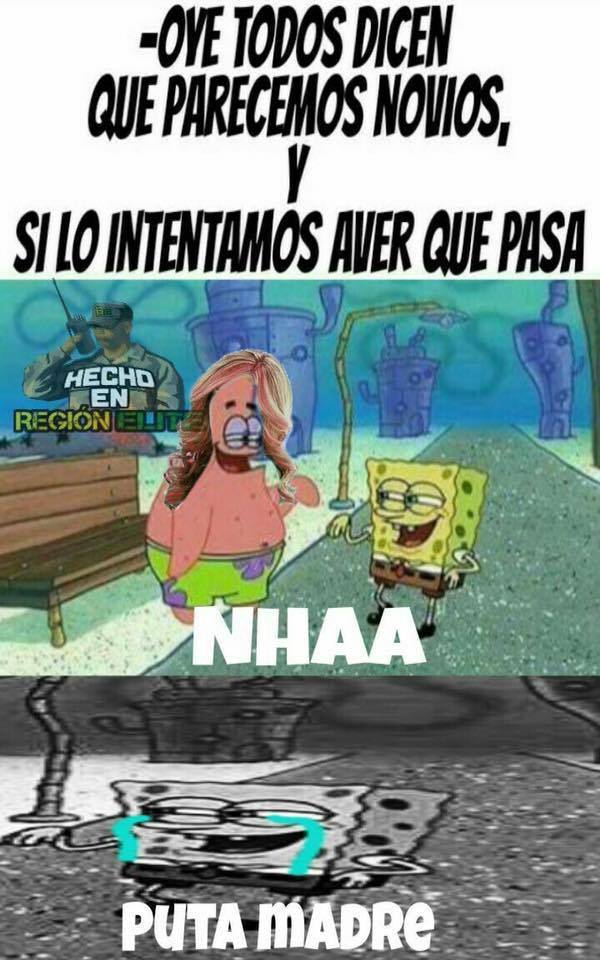 -OYE TODOS DICEN
QUE PARECEMOS NOVIOS,
Y
SI LO INTENTAMOS AVER QUE PASA
HECHO
EN
REGIÓN ELITE
NHAA
PUTA MADRE